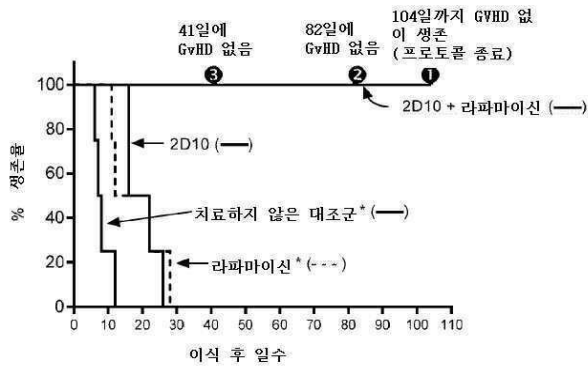 41일에
GvHD 없음
82일에
GvHD 없음
104일까지 GVHD 없
이 생존
(프로토콜 종료)
❸
❷
❶
2D10 + 라파마이신 (——)
2D10 (——)
치료하지 않은 대조군* (——)
라파마이신* (---)
% 생존율
100
80
60
40
20
0
0 10 20 30 40 50 60 70 80 90 100 110
이식 후 일수